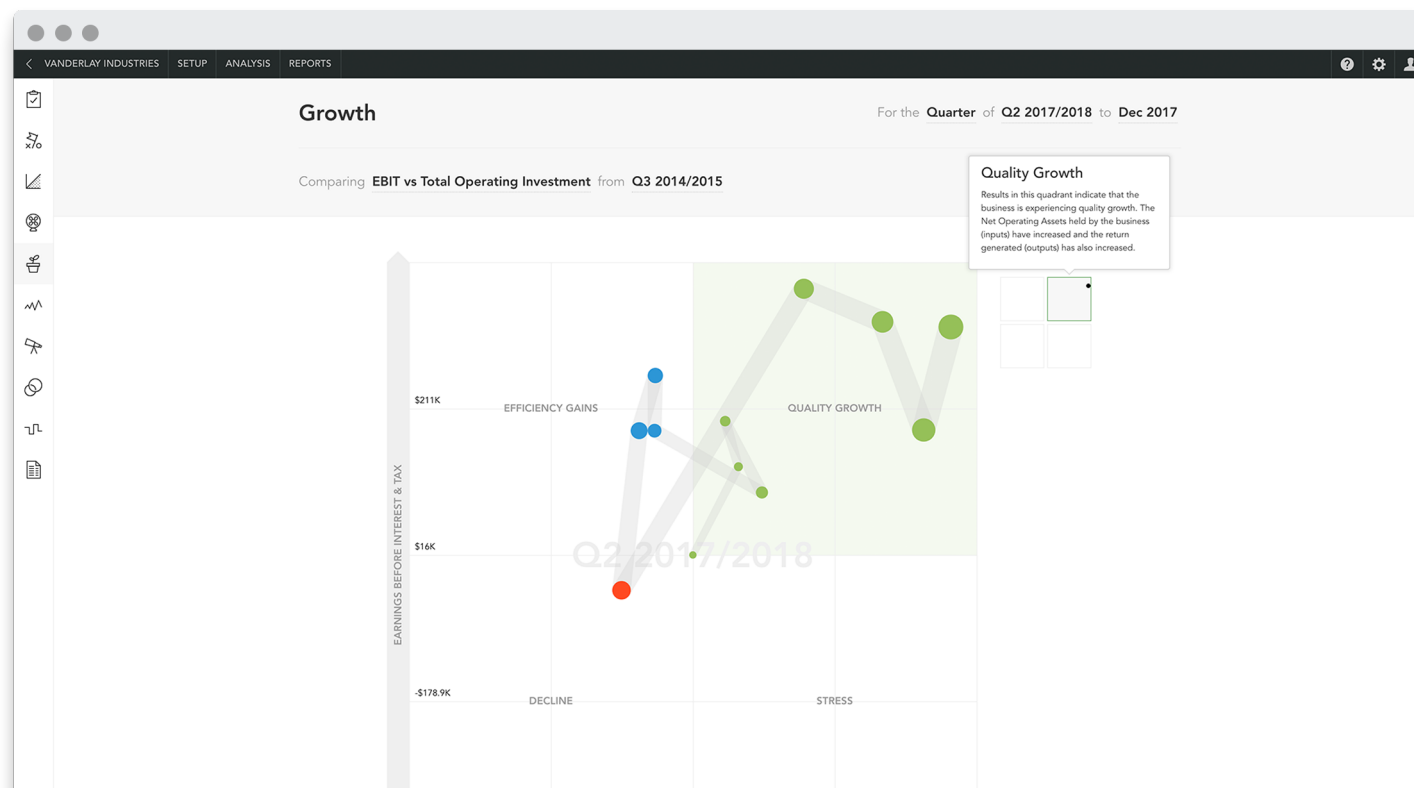 VANDERLAY INDUSTRIES SETUP ANALYSIS REPORTS
Growth
For the Quarter of Q2 2017/2018 to Dec 2017
Comparing EBIT vs Total Operating Investment from Q3 2014/2015
Quality Growth
Results in this quadrant indicate that the
business is experiencing quality growth. The
Net Operating Assets held by the business
(inputs) have increased and the return
generated (outputs) has also increased.
$211K
EFFICIENCY GAINS
QUALITY GROWTH
EARNINGS BEFORE INTEREST & TAX
$16K
Q2 2017/2018
-$178.9K
DECLINE
STRESS